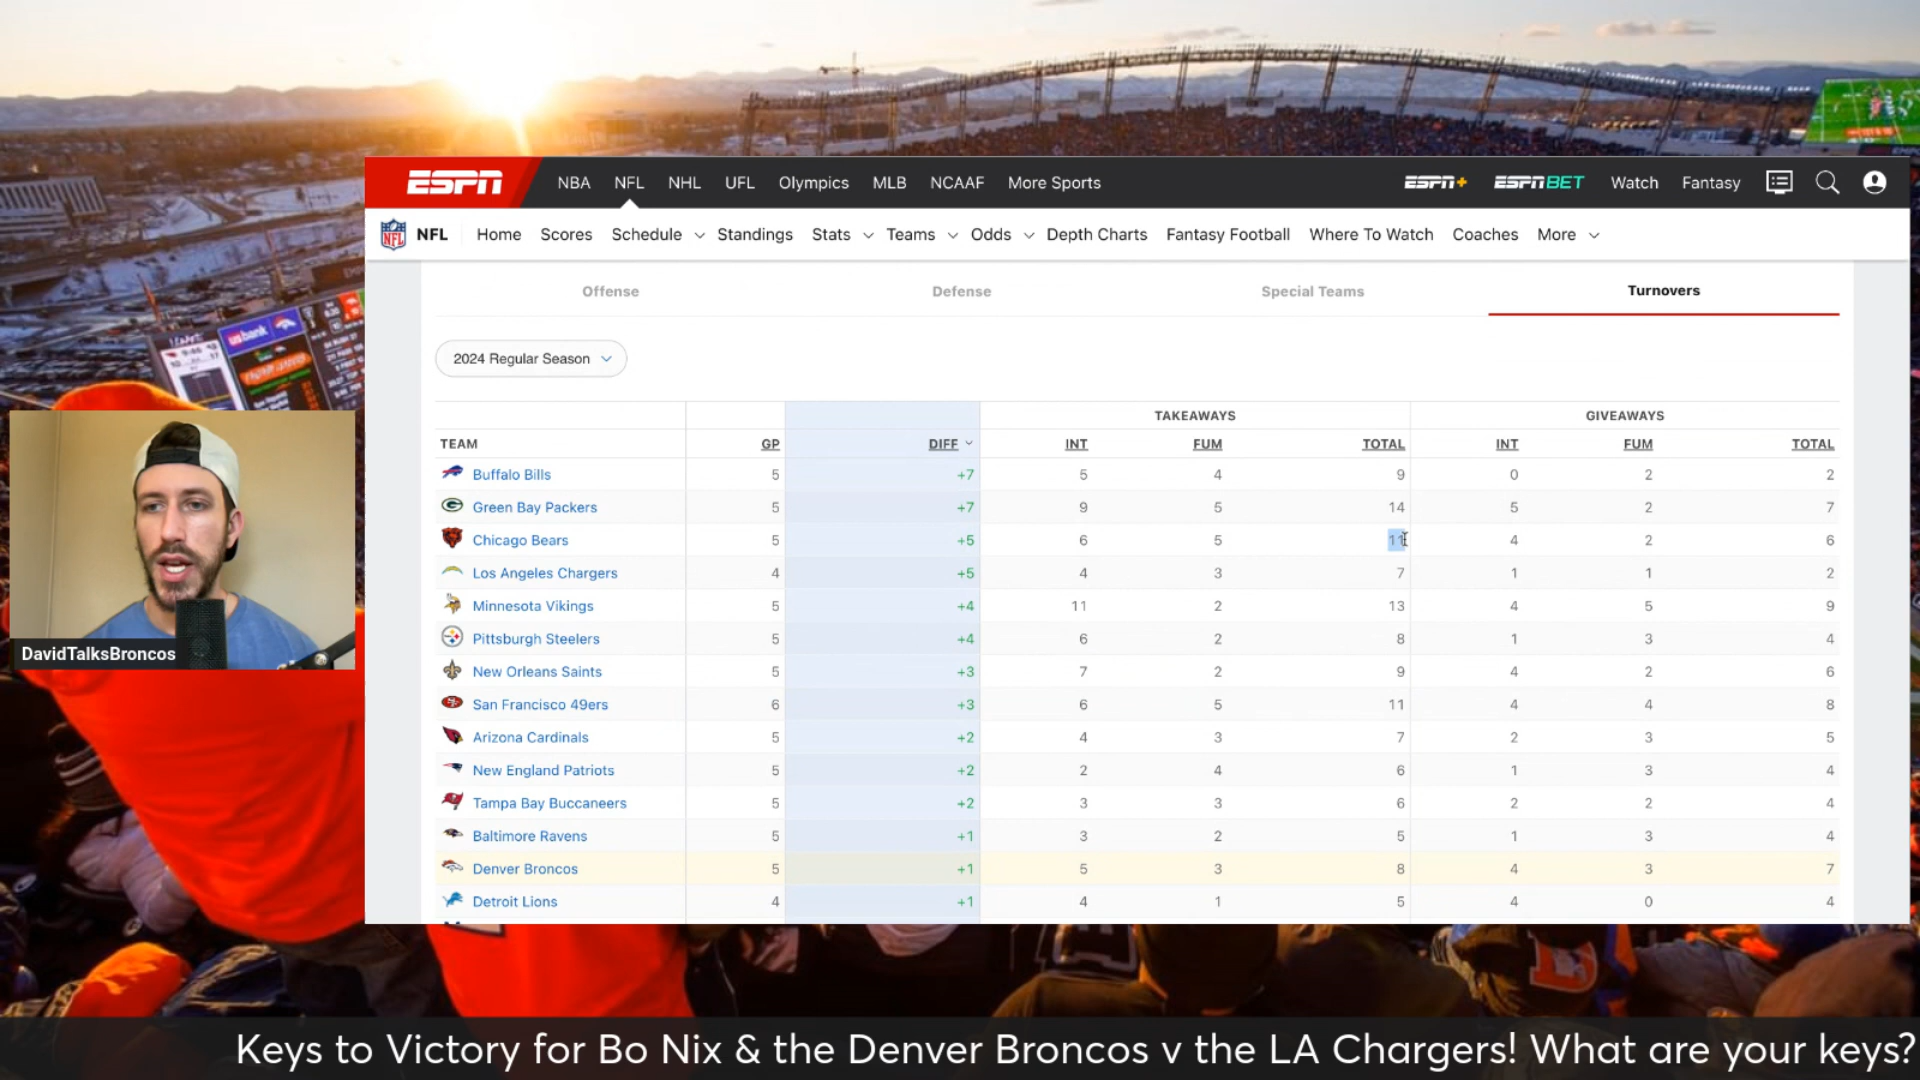 ESPN NBA NFL NHL UFL Olympics MLB NCAAF More Sports ESPN+ ESPN BET Watch Fantasy
NFL NFL Home Scores Schedule Standings Stats Teams Odds Depth Charts Fantasy Football Where To Watch Coaches More
Offense Defense Special Teams Turnovers
2024 Regular Season
TAKEAWAYS GIVEAWAYS
TEAM GP DIFF INT FUM TOTAL INT FUM TOTAL
Buffalo Bills 5 +7 5 4 9 0 2 2
Green Bay Packers 5 +7 9 5 14 5 2 7
Chicago Bears 5 +5 6 5 11 4 2 6
Los Angeles Chargers 4 +5 4 3 7 1 1 2
Minnesota Vikings 5 +4 11 2 13 4 5 9
Pittsburgh Steelers 5 +4 6 2 8 1 3 4
New Orleans Saints 5 +3 7 2 9 4 2 6
San Francisco 49ers 6 +3 6 5 11 4 4 8
Arizona Cardinals 5 +2 4 3 7 2 3 5
New England Patriots 5 +2 2 4 6 1 3 4
Tampa Bay Buccaneers 5 +2 3 3 6 2 2 4
Baltimore Ravens 5 +1 3 2 5 1 3 4
Denver Broncos 5 +1 5 3 8 4 3 7
Detroit Lions 4 +1 4 1 5 4 0 4
usbank
DavidTalksBroncos
Keys to Victory for Bo Nix & the Denver Broncos v the LA Chargers! What are your keys?